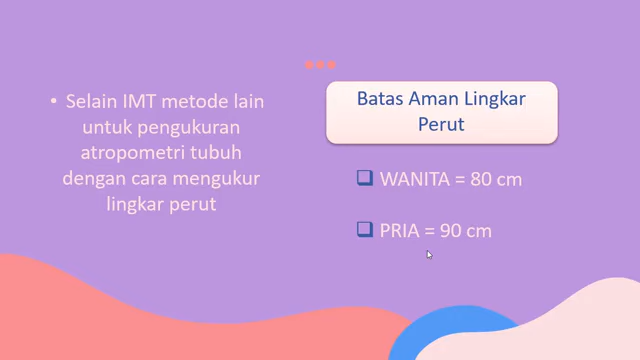 • Selain IMT metode lain
untuk pengukuran
atropometri tubuh
dengan cara mengukur
lingkar perut
Batas Aman Lingkar
Perut
❑ WANITA = 80 cm
❑ PRIA = 90 cm